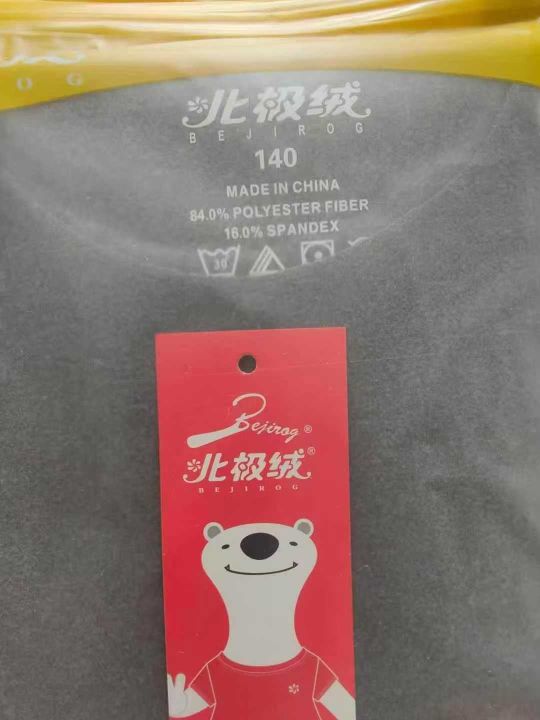 ROG
北极绒
BEJIROG
140
MADE IN CHINA
84.0% POLYESTER FIBER
16.0% SPANDEX
30
Bejirog®
北极绒®
BEJIROG